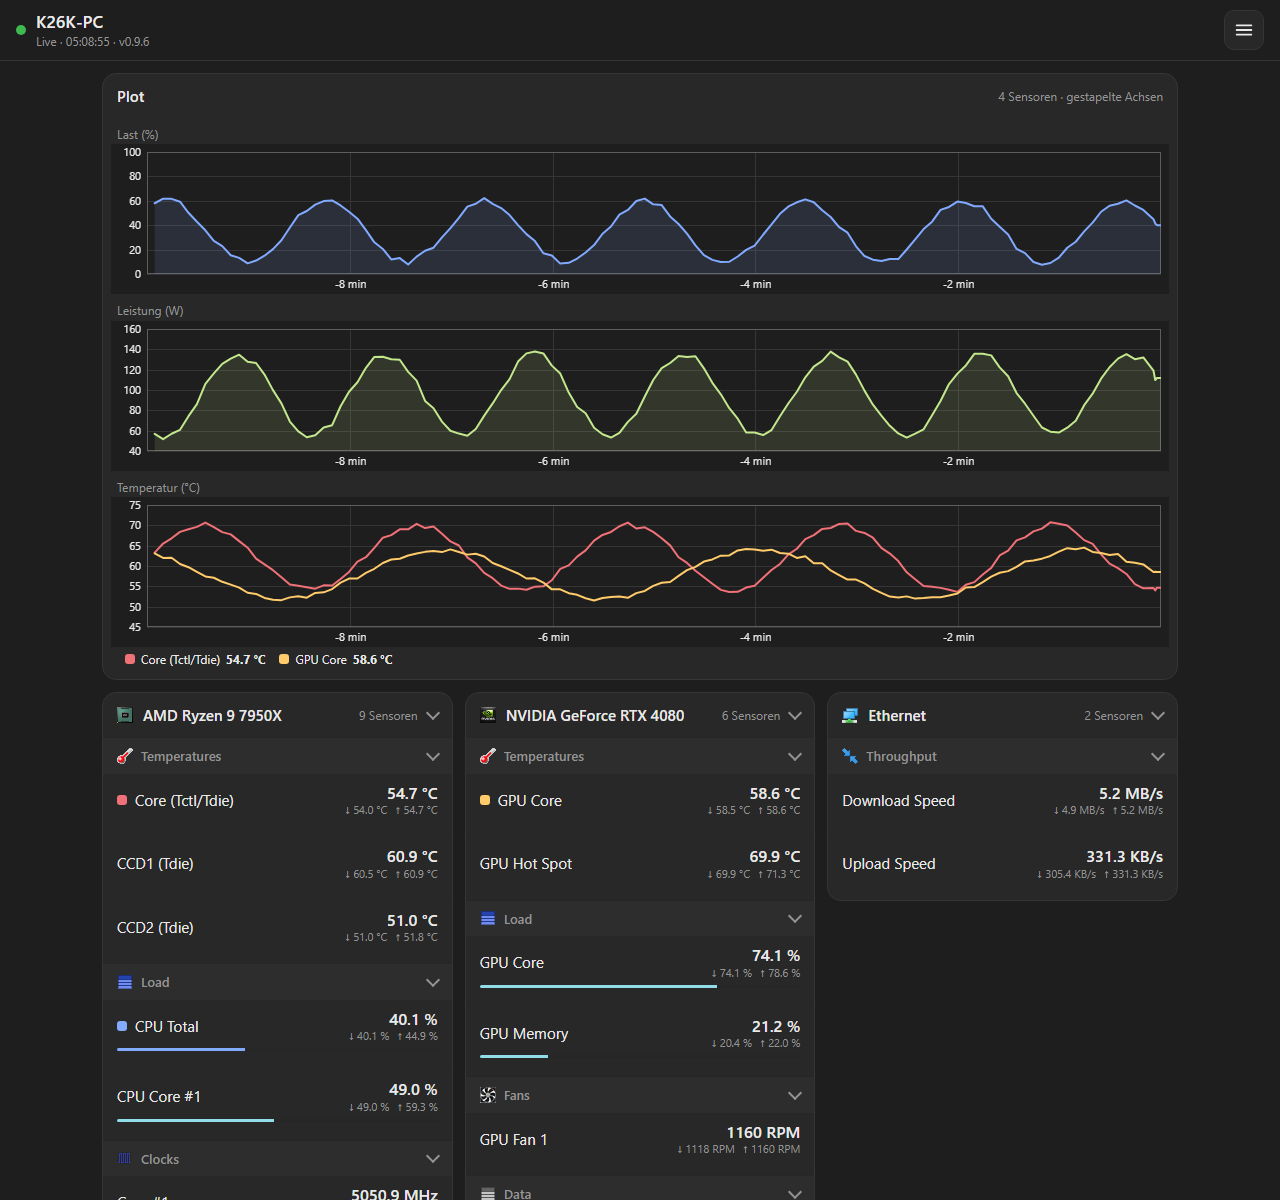 K26K-PC
Live · 05:08:55 · v0.9.6
Plot
4 Sensoren · gestapelte Achsen
Last (%)
100
80
60
40
20
0
-8 min
-6 min
-4 min
-2 min
Leistung (W)
160
140
120
100
80
60
40
-8 min
-6 min
-4 min
-2 min
Temperatur (°C)
75
70
65
60
55
50
45
-8 min
-6 min
-4 min
-2 min
Core (Tctl/Tdie) 54.7 °C GPU Core 58.6 °C
AMD Ryzen 9 7950X
9 Sensoren
Temperatures
Core (Tctl/Tdie)
54.7 °C
↓ 54.0 °C ↑ 54.7 °C
CCD1 (Tdie)
60.9 °C
↓ 60.5 °C ↑ 60.9 °C
CCD2 (Tdie)
51.0 °C
↓ 51.0 °C ↑ 51.8 °C
Load
CPU Total
40.1 %
↓ 40.1 % ↑ 44.9 %
CPU Core #1
49.0 %
↓ 49.0 % ↑ 59.3 %
Clocks
Core #1
5050.9 MHz
NVIDIA GeForce RTX 4080
6 Sensoren
Temperatures
GPU Core
58.6 °C
↓ 58.5 °C ↑ 58.6 °C
GPU Hot Spot
69.9 °C
↓ 69.9 °C ↑ 71.3 °C
Load
GPU Core
74.1 %
↓ 74.1 % ↑ 78.6 %
GPU Memory
21.2 %
↓ 20.4 % ↑ 22.0 %
Fans
GPU Fan 1
1160 RPM
↓ 1118 RPM ↑ 1160 RPM
Data
Ethernet
2 Sensoren
Throughput
Download Speed
5.2 MB/s
↓ 4.9 MB/s ↑ 5.2 MB/s
Upload Speed
331.3 KB/s
↓ 305.4 KB/s ↑ 331.3 KB/s